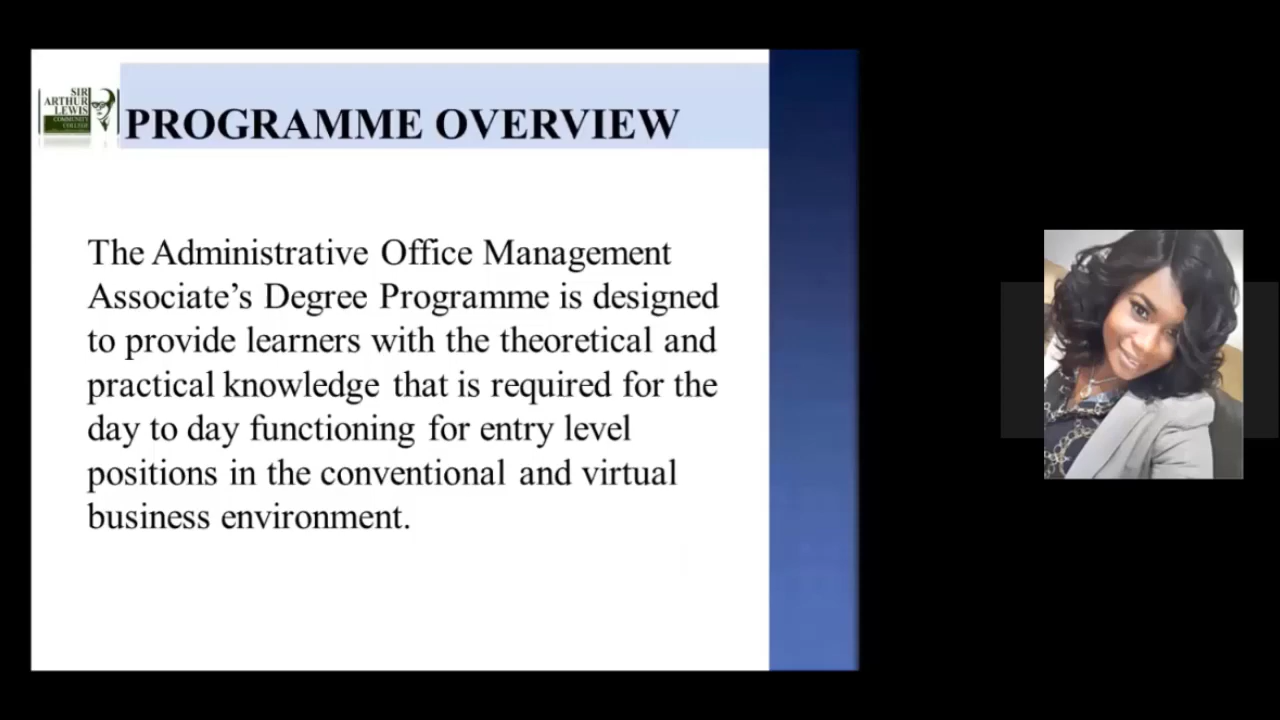 SIR
ARTHUR
LEWIS
COMMUNITY
COLLEGE
PROGRAMME OVERVIEW
The Administrative Office Management
Associate’s Degree Programme is designed
to provide learners with the theoretical and
practical knowledge that is required for the
day to day functioning for entry level
positions in the conventional and virtual
business environment.